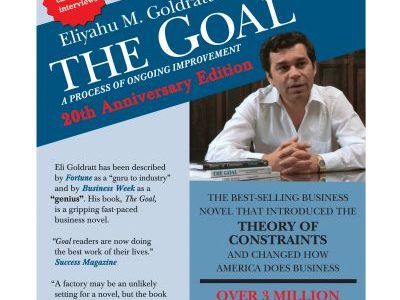 interviews
Eliyahu M. Goldratt
THE GOAL
A PROCESS OF ONGOING IMPROVEMENT
20th Anniversary Edition
Eli Goldratt has been described
by Fortune as a "guru to industry"
and by Business Week as a
"genius". His book, The Goal,
is a gripping fast-paced
business novel.
"Goal readers are now doing
the best work of their lives."
Success Magazine
"A factory may be an unlikely
setting for a novel, but the book
THE BEST-SELLING BUSINESS
NOVEL THAT INTRODUCED THE
THEORY OF
CONSTRAINTS
AND CHANGED HOW
AMERICA DOES BUSINESS
OVER 3 MILLION